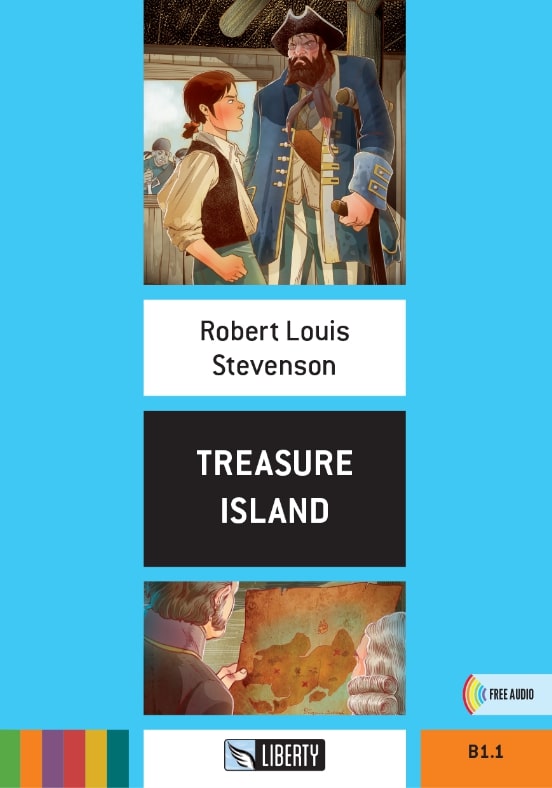 Robert Louis
Stevenson
TREASURE
ISLAND
FREE AUDIO
LIBERTY
B1.1